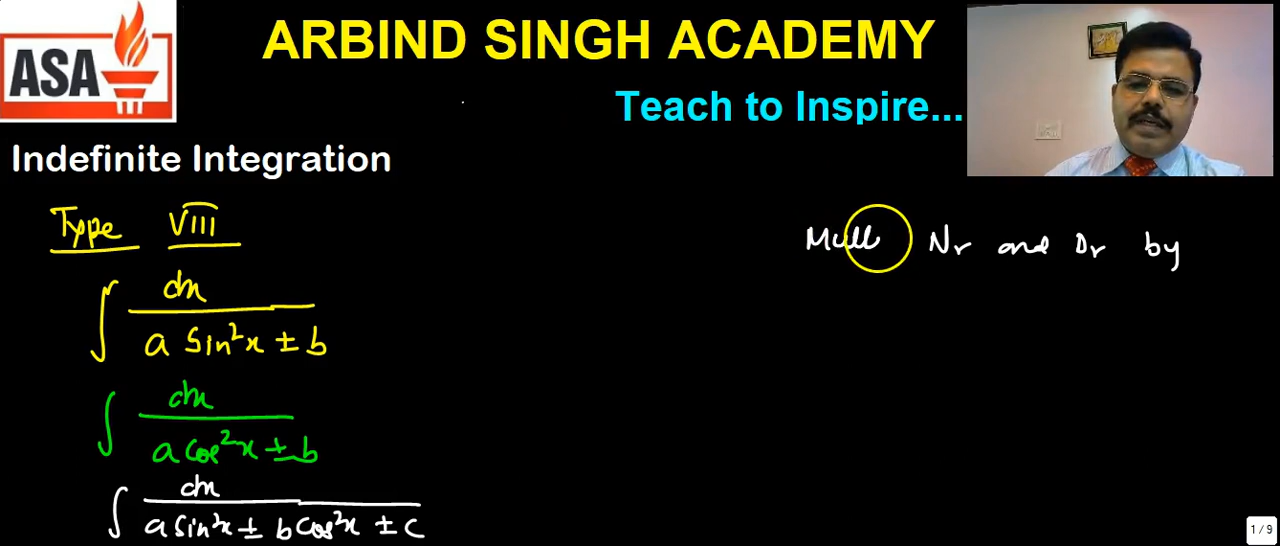 ASA
ARBIND SINGH ACADEMY
Teach to Inspire...
Indefinite Integration
Type VIII
∫ dx / (a Sin²x ± b)
∫ dx / (a cos²x ± b)
∫ dx / (a sin²x ± b cos²x ± c)
Mull Nr and Dr by
1/9